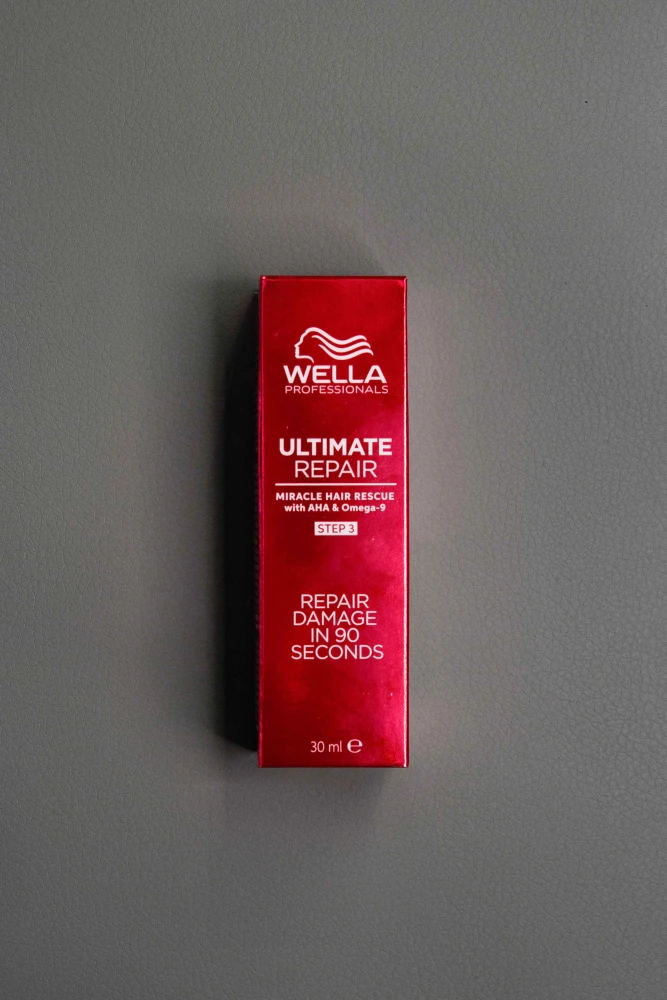 WELLA
PROFESSIONALS
ULTIMATE
REPAIR
MIRACLE HAIR RESCUE
with AHA & Omega-9
STEP 3
REPAIR
DAMAGE
IN 90
SECONDS
30 ml ℮